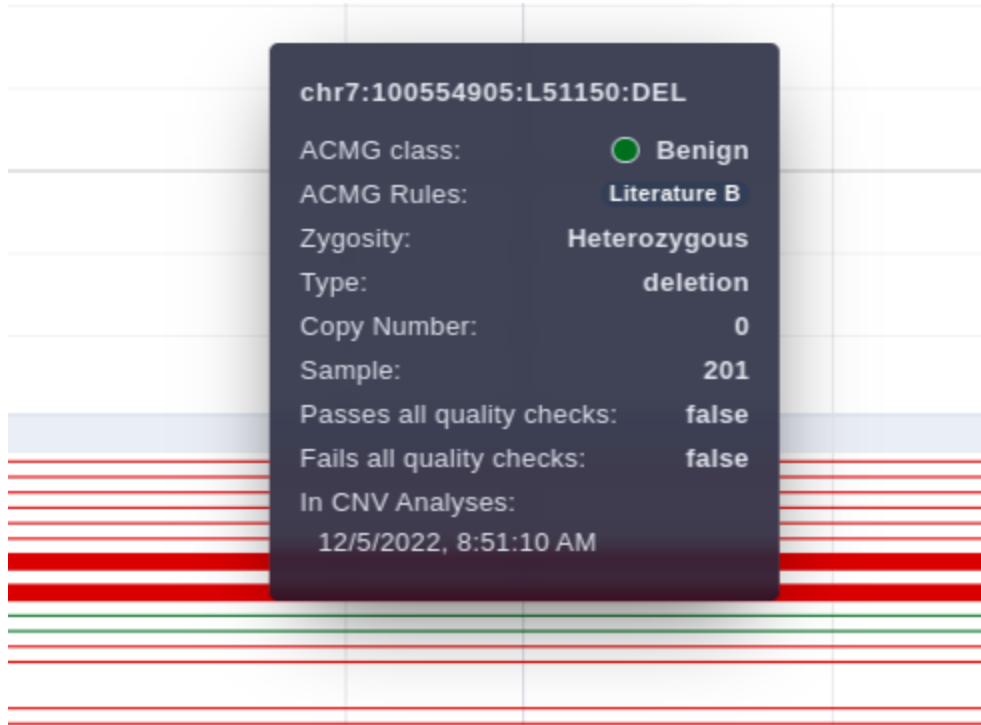 chr7:100554905:L51150:DEL
ACMG class: Benign
ACMG Rules: Literature B
Zygosity: Heterozygous
Type: deletion
Copy Number: 0
Sample: 201
Passes all quality checks: false
Fails all quality checks: false
In CNV Analyses:
12/5/2022, 8:51:10 AM